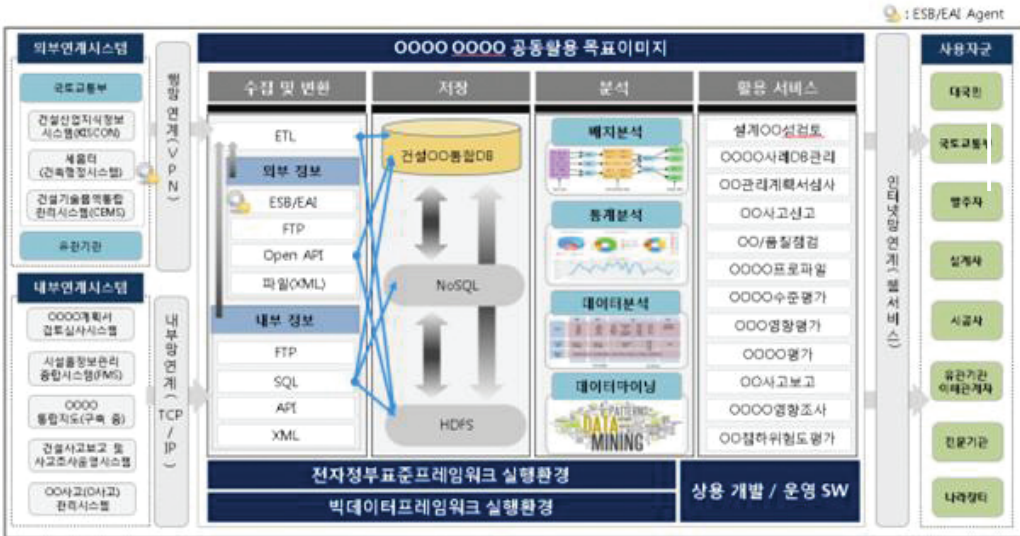 : ESB/EAI Agent
OOOO OOOO 공동활용 목표이미지
외부연계시스템
국토교통부
건설산업지식정보
시스템(KISCON)
세움터
(건축행정시스템)
건설기술용역통합
관리시스템(CEMS)
유관기관
내부연계시스템
OOOO계획서
검토심사시스템
시설물정보관리
종합시스템(FMS)
OOOO
통합지도(구축 중)
건설사고보고 및
사고조사운영시스템
OO사고(O사고)
관리시스템
행망 연계(VPN)
내부망연계(TCP/IP)
수집 및 변환
ETL
외부 정보
ESB/EAI
FTP
Open API
파일(XML)
내부 정보
FTP
SQL
API
XML
저장
건설OO통합DB
NoSQL
HDFS
분석
배치분석
통계분석
데이터분석
데이터마이닝
PATTERNS
DATA
MINING
활용 서비스
설계OO성검토
OOOO사례DB관리
OO관리계획서심사
OO사고신고
OO/품질점검
OOOO프로파일
OOOO수준평가
OOO영향평가
OOOO평가
OO사고보고
OOOO영향조사
OO저하위험도평가
전자정부표준프레임워크 실행환경
빅데이터프레임워크 실행환경
상용 개발 / 운영 SW
인터넷망 연계(웹서비스)
사용자군
대국민
국토교통부
발주자
설계사
시공사
유관기관
이해관계자
전문기관
나라장터